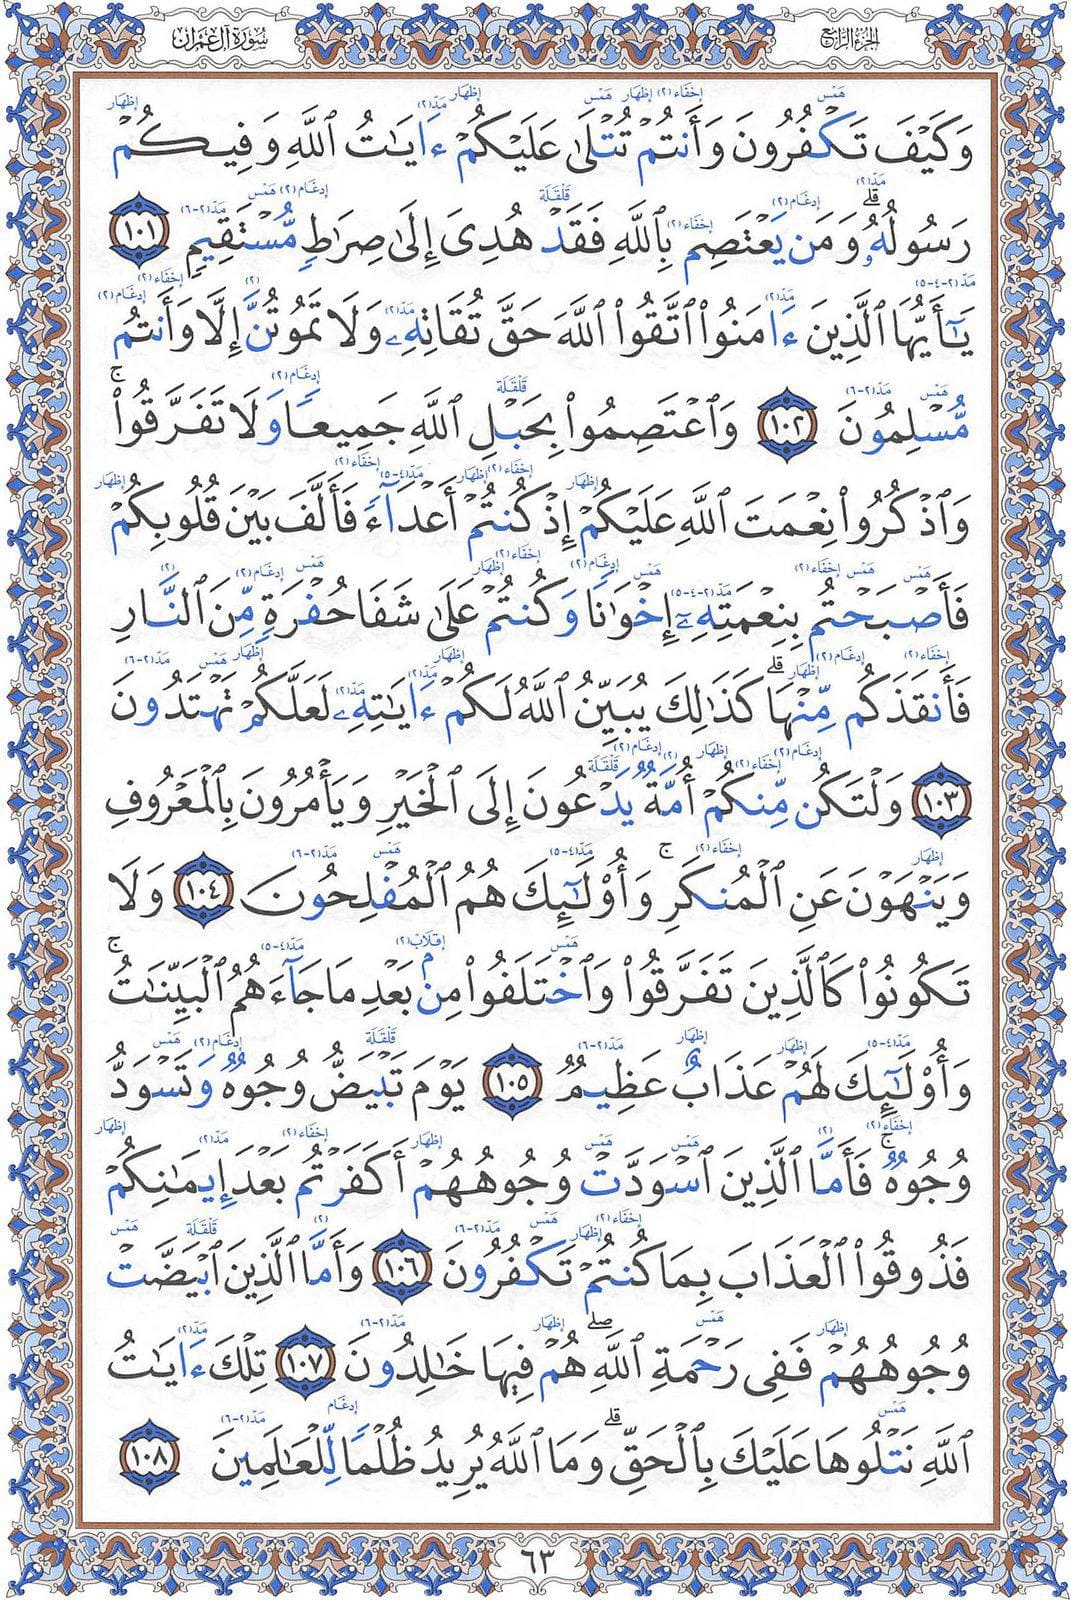 الجزء الرابع
سورة آل عمران
وَكَيْفَ تَكْفُرُونَ وَأَنتُمْ تُتْلَىٰ عَلَيْكُمْ ءَايَٰتُ ٱللَّهِ وَفِيكُمْ
رَسُولُهُۥ ۗ وَمَن يَعْتَصِم بِٱللَّهِ فَقَدْ هُدِىَ إِلَىٰ صِرَٰطٍ مُّسْتَقِيمٍ ١٠١
يَٰٓأَيُّهَا ٱلَّذِينَ ءَامَنُوا۟ ٱتَّقُوا۟ ٱللَّهَ حَقَّ تُقَاتِهِۦ وَلَا تَمُوتُنَّ إِلَّا وَأَنتُم
مُّسْلِمُونَ ١٠٢ وَٱعْتَصِمُوا۟ بِحَبْلِ ٱللَّهِ جَمِيعًا وَلَا تَفَرَّقُوا۟ ۚ
وَٱذْكُرُوا۟ نِعْمَتَ ٱللَّهِ عَلَيْكُمْ إِذْ كُنتُمْ أَعْدَآءً فَأَلَّفَ بَيْنَ قُلُوبِكُمْ
فَأَصْبَحْتُم بِنِعْمَتِهِۦٓ إِخْوَٰنًا وَكُنتُمْ عَلَىٰ شَفَا حُفْرَةٍ مِّنَ ٱلنَّارِ
فَأَنقَذَكُم مِّنْهَا ۗ كَذَٰلِكَ يُبَيِّنُ ٱللَّهُ لَكُمْ ءَايَٰتِهِۦ لَعَلَّكُمْ تَهْتَدُونَ
١٠٣ وَلْتَكُن مِّنكُمْ أُمَّةٌ يَدْعُونَ إِلَى ٱلْخَيْرِ وَيَأْمُرُونَ بِٱلْمَعْرُوفِ
وَيَنْهَوْنَ عَنِ ٱلْمُنكَرِ ۚ وَأُو۟لَٰٓئِكَ هُمُ ٱلْمُفْلِحُونَ ١٠٤ وَلَا
تَكُونُوا۟ كَٱلَّذِينَ تَفَرَّقُوا۟ وَٱخْتَلَفُوا۟ مِنۢ بَعْدِ مَا جَآءَهُمُ ٱلْبَيِّنَٰتُ ۚ
وَأُو۟لَٰٓئِكَ لَهُمْ عَذَابٌ عَظِيمٌ ١٠٥ يَوْمَ تَبْيَضُّ وُجُوهٌ وَتَسْوَدُّ
وُجُوهٌ ۚ فَأَمَّا ٱلَّذِينَ ٱسْوَدَّتْ وُجُوهُهُمْ أَكَفَرْتُم بَعْدَ إِيمَٰنِكُمْ
فَذُوقُوا۟ ٱلْعَذَابَ بِمَا كُنتُمْ تَكْفُرُونَ ١٠٦ وَأَمَّا ٱلَّذِينَ ٱبْيَضَّتْ
وُجُوهُهُمْ فَفِى رَحْمَةِ ٱللَّهِ ۖ هُمْ فِيهَا خَٰلِدُونَ ١٠٧ تِلْكَ ءَايَٰتُ
ٱللَّهِ نَتْلُوهَا عَلَيْكَ بِٱلْحَقِّ ۗ وَمَا ٱللَّهُ يُرِيدُ ظُلْمًا لِّلْعَٰلَمِينَ ١٠٨
٦٣